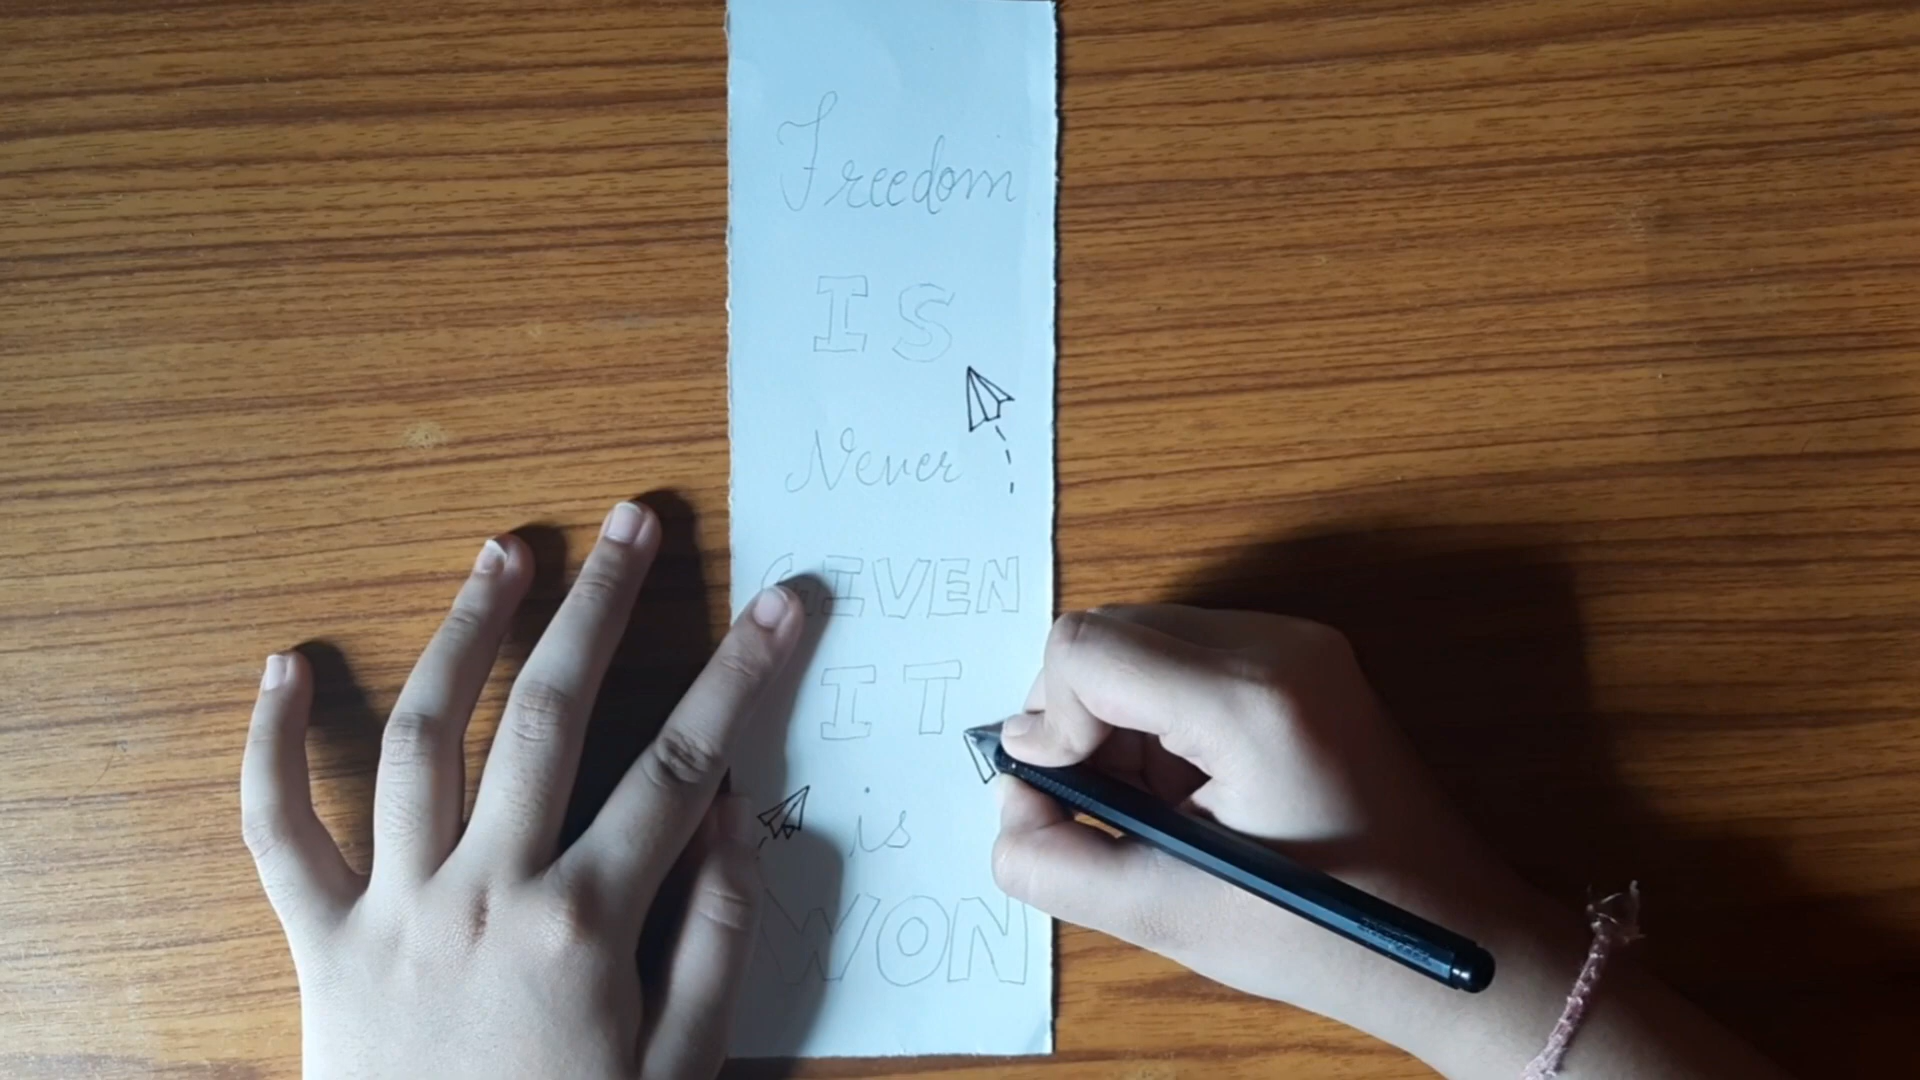 Freedom
IS
Never
GIVEN
IT
is
WON